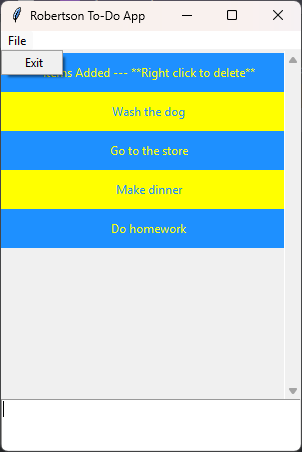 Robertson To-Do App
File
Exit
Items Added --- **Right click to delete**
Wash the dog
Go to the store
Make dinner
Do homework